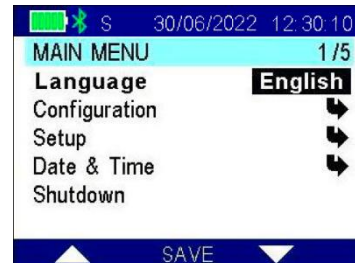 S 30/06/2022 12:30:10
MAIN MENU 1/5
Language English
Configuration
Setup
Date & Time
Shutdown
SAVE